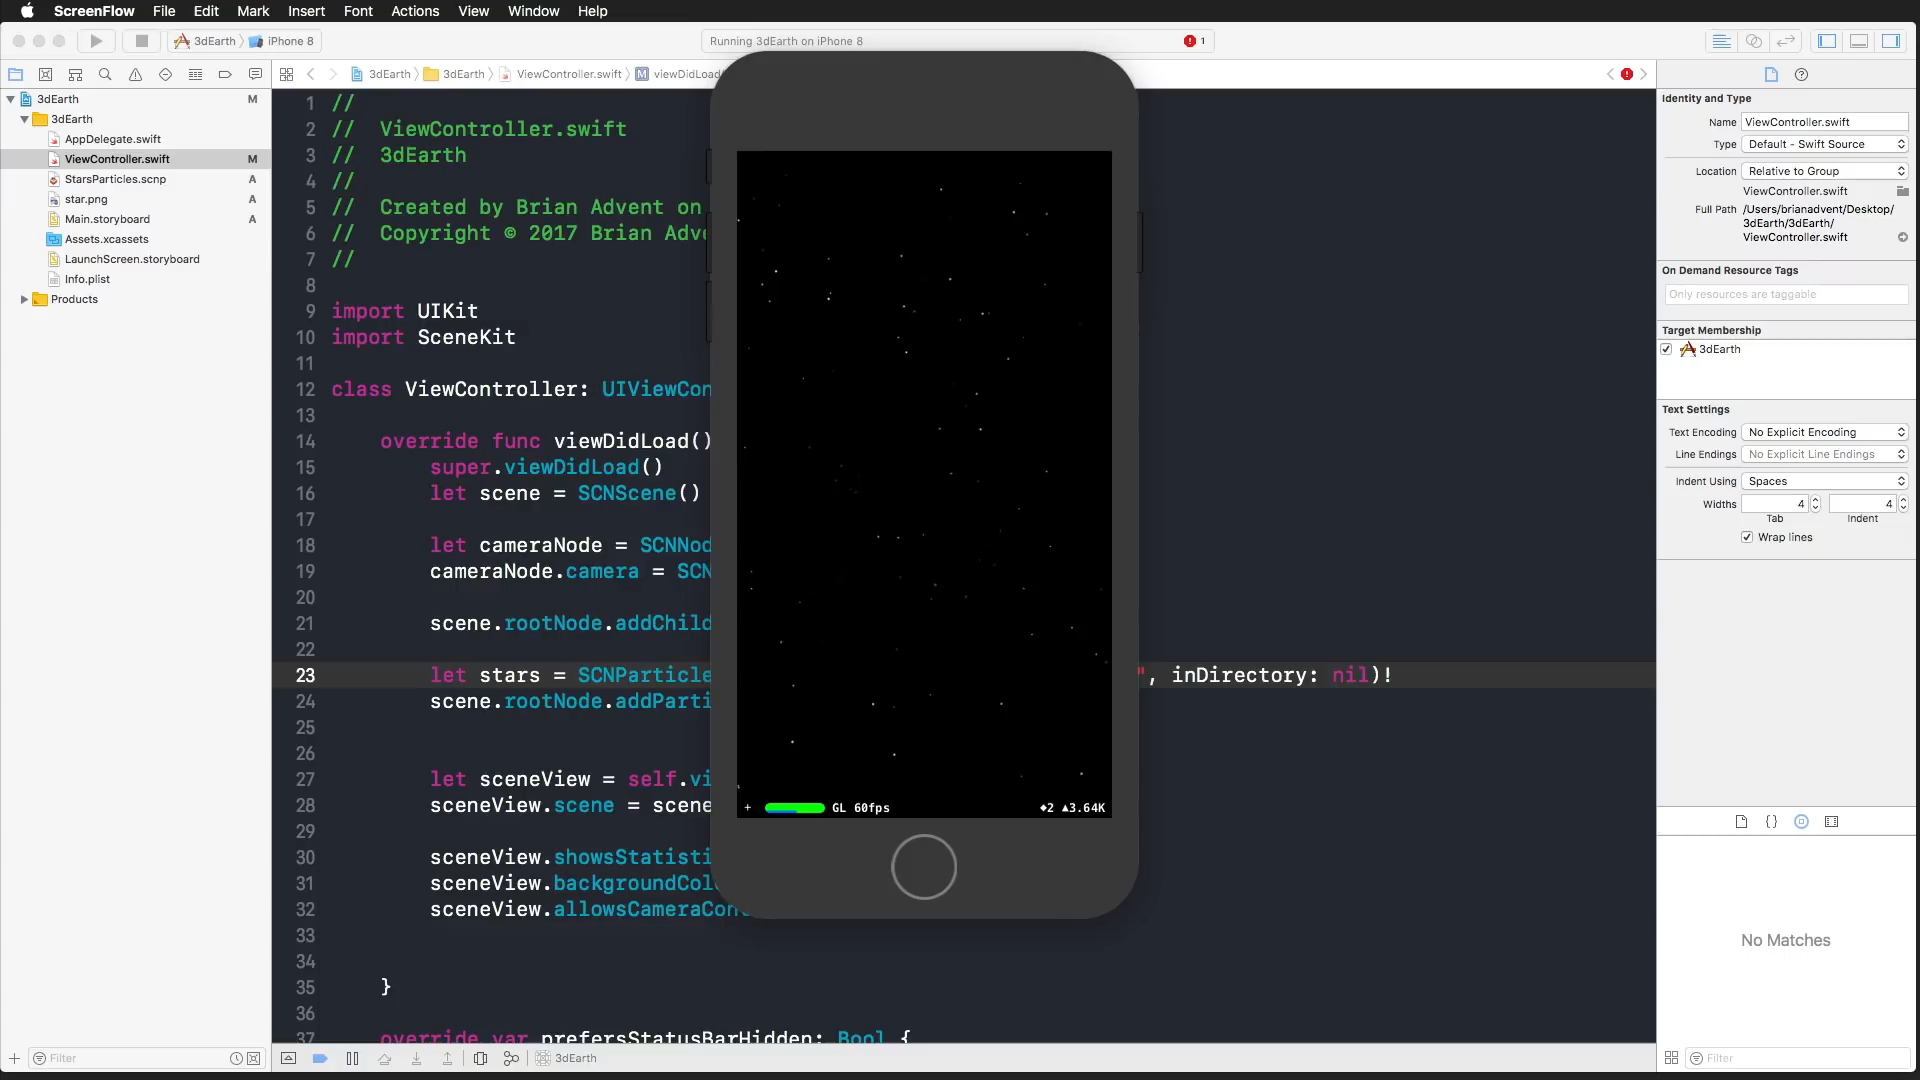 ScreenFlow File Edit Mark Insert Font Actions View Window Help
3dEarth iPhone 8
Running 3dEarth on iPhone 8
1
3dEarth 3dEarth ViewController.swift M viewDidLoad
3dEarth M
3dEarth
AppDelegate.swift
ViewController.swift M
StarsParticles.scnp A
star.png A
Main.storyboard A
Assets.xcassets
LaunchScreen.storyboard
Info.plist
Products
1 //
2 // ViewController.swift
3 // 3dEarth
4 //
5 // Created by Brian Advent on
6 // Copyright © 2017 Brian Adve
7 //
8
9 import UIKit
10 import SceneKit
11
12 class ViewController: UIViewCon
13
14 override func viewDidLoad()
15 super.viewDidLoad()
16 let scene = SCNScene()
17
18 let cameraNode = SCNNod
19 cameraNode.camera = SCN
20
21 scene.rootNode.addChild
22
23 let stars = SCNParticle ", inDirectory: nil)!
24 scene.rootNode.addParti
25
26
27 let sceneView = self.vi
28 sceneView.scene = scene
29
30 sceneView.showsStatisti
31 sceneView.backgroundColo
32 sceneView.allowsCameraCont
33
34
35 }
36
37 override var prefersStatusBarHidden: Bool {
+ GL 60fps ◆2 ▲3.64K
Filter
3dEarth
Identity and Type
Name ViewController.swift
Type Default - Swift Source
Location Relative to Group
ViewController.swift
Full Path /Users/brianadvent/Desktop/
3dEarth/3dEarth/
ViewController.swift
On Demand Resource Tags
Only resources are taggable
Target Membership
3dEarth
Text Settings
Text Encoding No Explicit Encoding
Line Endings No Explicit Line Endings
Indent Using Spaces
Widths 4 4
Tab Indent
Wrap lines
{ }
No Matches
Filter